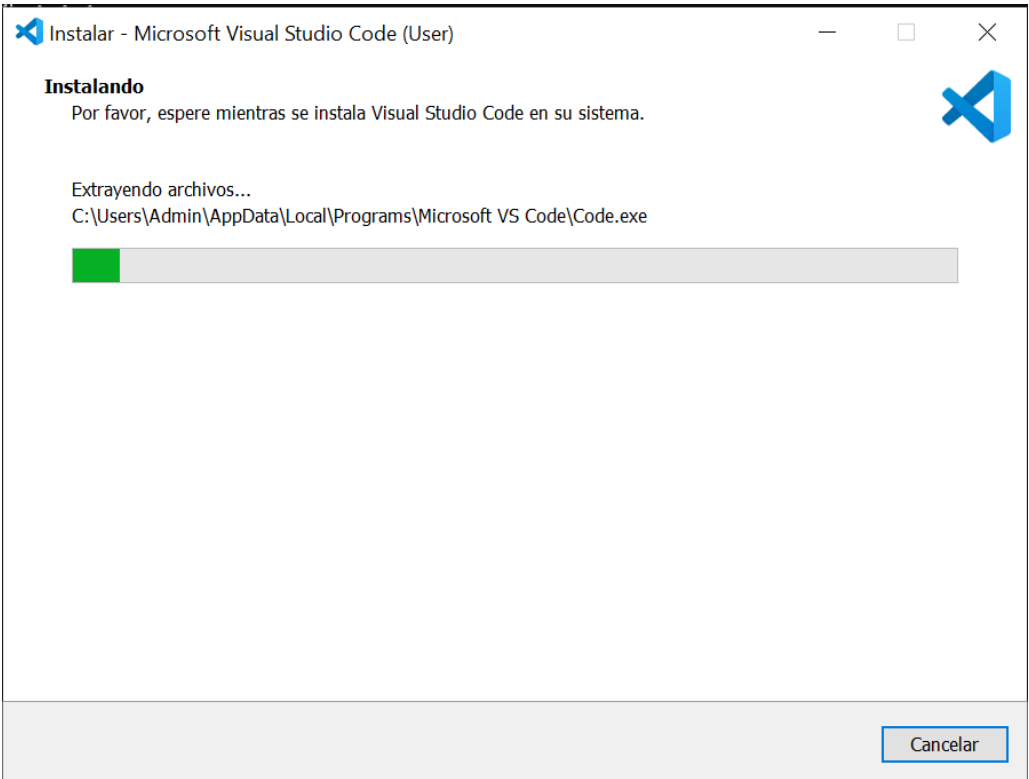 Instalar - Microsoft Visual Studio Code (User)
Instalando
Por favor, espere mientras se instala Visual Studio Code en su sistema.
Extrayendo archivos...
C:\Users\Admin\AppData\Local\Programs\Microsoft VS Code\Code.exe
Cancelar